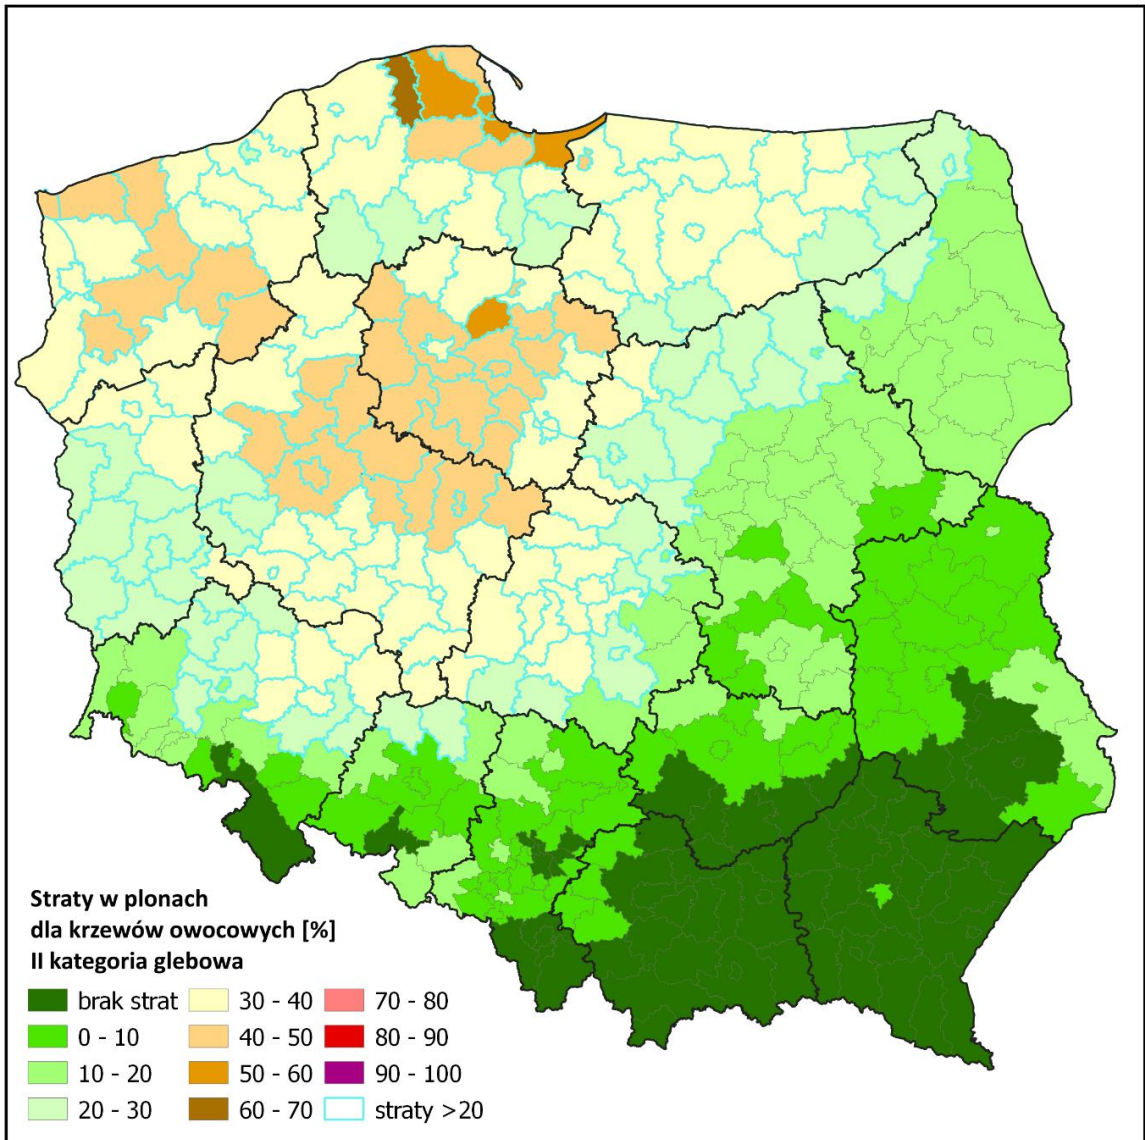 Straty w plonach
dla krzewów owocowych [%]
II kategoria glebowa
brak strat
0 - 10
10 - 20
20 - 30
30 - 40
40 - 50
50 - 60
60 - 70
70 - 80
80 - 90
90 - 100
straty >20